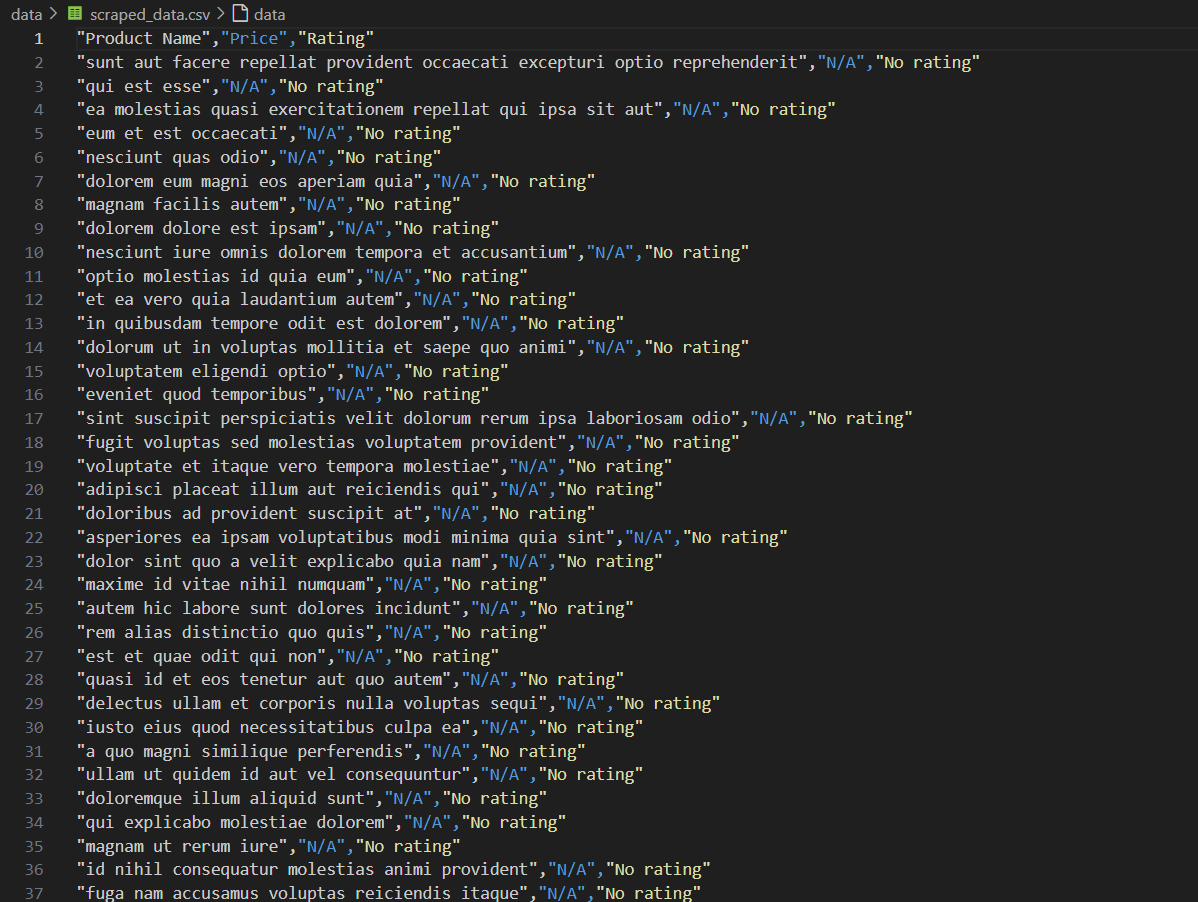 data > scraped_data.csv > data
1 "Product Name","Price","Rating"
2 "sunt aut facere repellat provident occaecati excepturi optio reprehenderit","N/A","No rating"
3 "qui est esse","N/A","No rating"
4 "ea molestias quasi exercitationem repellat qui ipsa sit aut","N/A","No rating"
5 "eum et est occaecati","N/A","No rating"
6 "nesciunt quas odio","N/A","No rating"
7 "dolorem eum magni eos aperiam quia","N/A","No rating"
8 "magnam facilis autem","N/A","No rating"
9 "dolorem dolore est ipsam","N/A","No rating"
10 "nesciunt iure omnis dolorem tempora et accusantium","N/A","No rating"
11 "optio molestias id quia eum","N/A","No rating"
12 "et ea vero quia laudantium autem","N/A","No rating"
13 "in quibusdam tempore odit est dolorem","N/A","No rating"
14 "dolorum ut in voluptas mollitia et saepe quo animi","N/A","No rating"
15 "voluptatem eligendi optio","N/A","No rating"
16 "eveniet quod temporibus","N/A","No rating"
17 "sint suscipit perspiciatis velit dolorum rerum ipsa laboriosam odio","N/A","No rating"
18 "fugit voluptas sed molestias voluptatem provident","N/A","No rating"
19 "voluptate et itaque vero tempora molestiae","N/A","No rating"
20 "adipisci placeat illum aut reiciendis qui","N/A","No rating"
21 "doloribus ad provident suscipit at","N/A","No rating"
22 "asperiores ea ipsam voluptatibus modi minima quia sint","N/A","No rating"
23 "dolor sint quo a velit explicabo quia nam","N/A","No rating"
24 "maxime id vitae nihil numquam","N/A","No rating"
25 "autem hic labore sunt dolores incidunt","N/A","No rating"
26 "rem alias distinctio quo quis","N/A","No rating"
27 "est et quae odit qui non","N/A","No rating"
28 "quasi id et eos tenetur aut quo autem","N/A","No rating"
29 "delectus ullam et corporis nulla voluptas sequi","N/A","No rating"
30 "iusto eius quod necessitatibus culpa ea","N/A","No rating"
31 "a quo magni similique perferendis","N/A","No rating"
32 "ullam ut quidem id aut vel consequuntur","N/A","No rating"
33 "doloremque illum aliquid sunt","N/A","No rating"
34 "qui explicabo molestiae dolorem","N/A","No rating"
35 "magnam ut rerum iure","N/A","No rating"
36 "id nihil consequatur molestias animi provident","N/A","No rating"
37 "fuga nam accusamus voluptas reiciendis itaque","N/A","No rating"